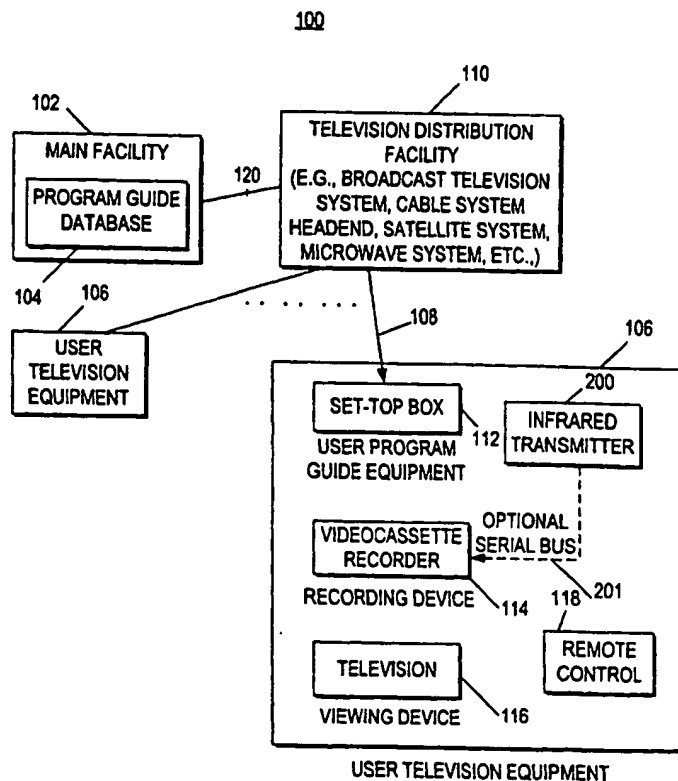 100
110
102
MAIN FACILITY
PROGRAM GUIDE
DATABASE
120
TELEVISION DISTRIBUTION
FACILITY
(E.G., BROADCAST TELEVISION
SYSTEM, CABLE SYSTEM
HEADEND, SATELLITE SYSTEM,
MICROWAVE SYSTEM, ETC.,)
104
106
USER
TELEVISION
EQUIPMENT
108
106
200
SET-TOP BOX
112
INFRARED
TRANSMITTER
USER PROGRAM
GUIDE EQUIPMENT
OPTIONAL
SERIAL BUS
VIDEOCASSETTE
RECORDER
RECORDING DEVICE
114
201
118
REMOTE
CONTROL
TELEVISION
VIEWING DEVICE
116
USER TELEVISION EQUIPMENT